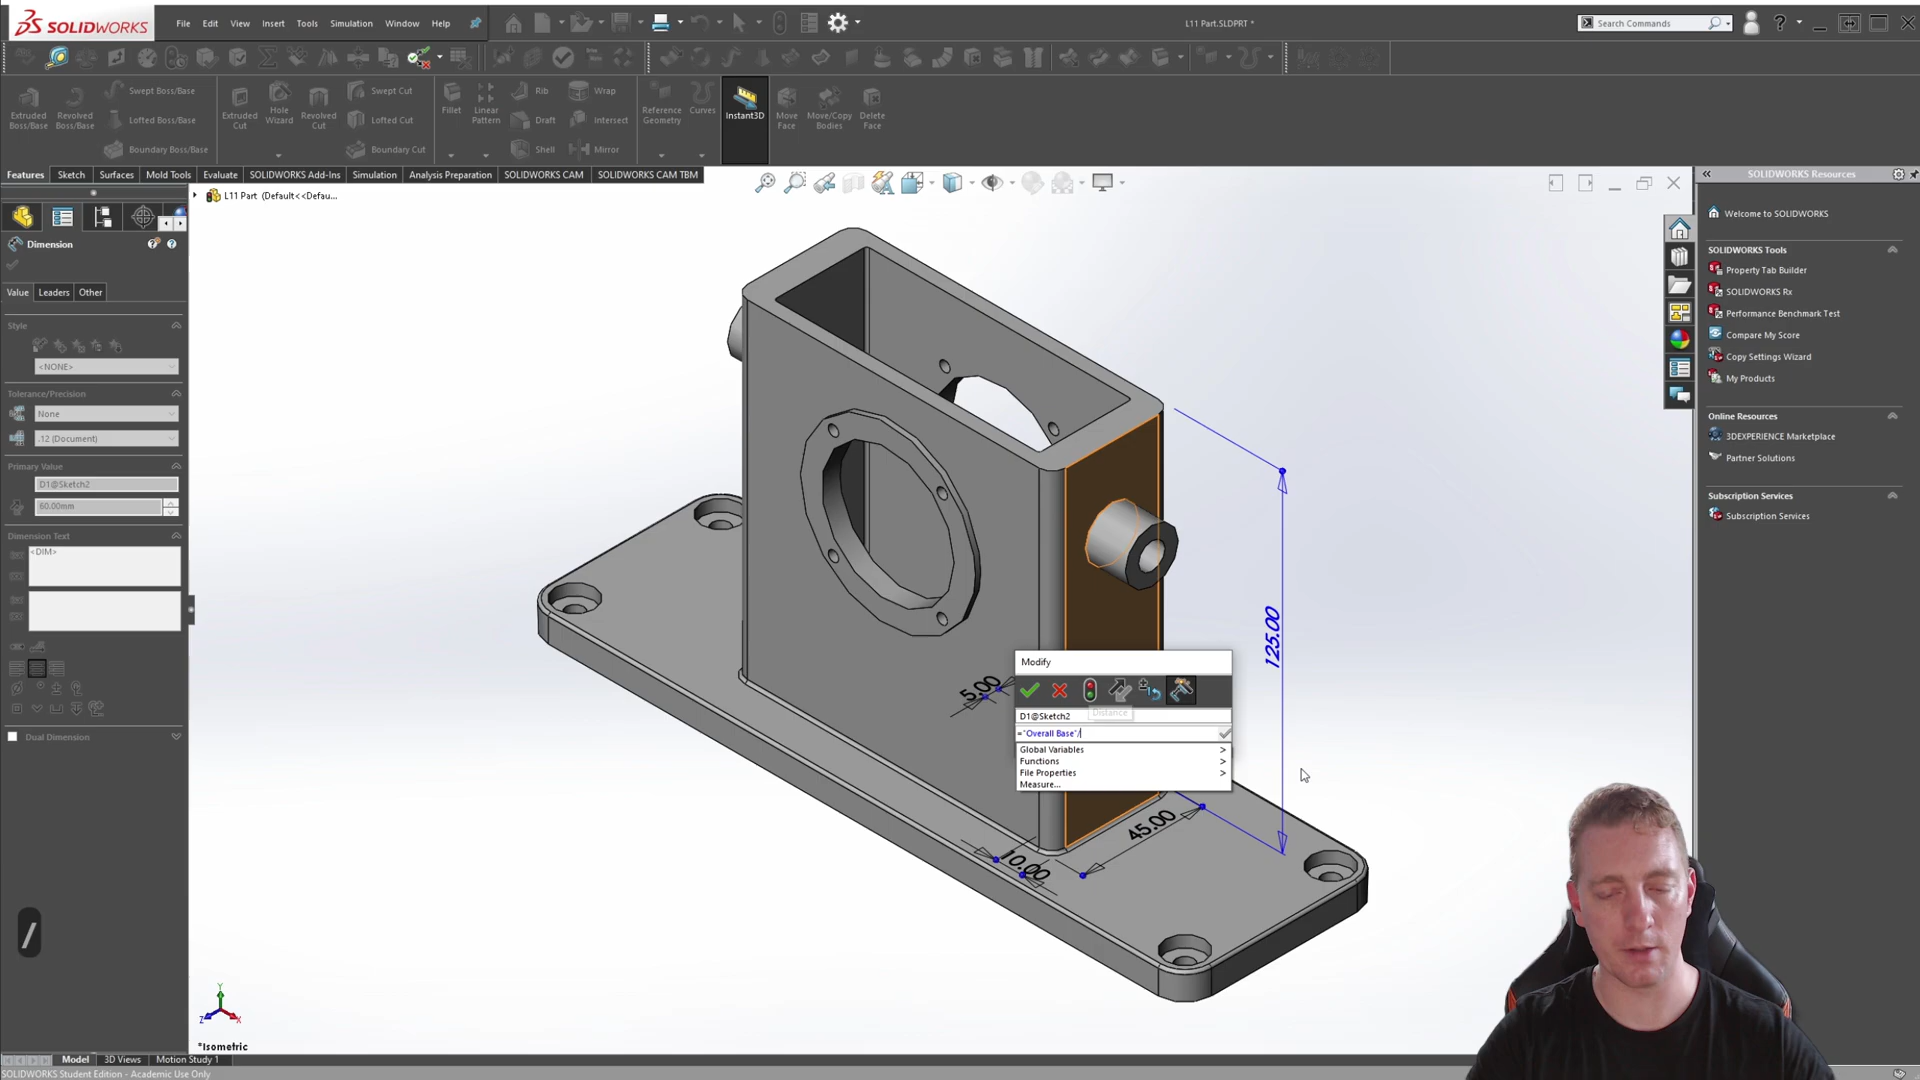 SOLIDWORKS
File
Edit
View
Insert
Tools
Simulation
Window
Help
L11 Part.SLDPRT *
Search Commands
Extruded Boss/Base
Revolved Boss/Base
Swept Boss/Base
Lofted Boss/Base
Boundary Boss/Base
Extruded Cut
Hole Wizard
Revolved Cut
Swept Cut
Lofted Cut
Boundary Cut
Fillet
Linear Pattern
Rib
Draft
Shell
Wrap
Intersect
Mirror
Reference Geometry
Curves
Instant3D
Move Face
Move/Copy Bodies
Delete Face
Features
Sketch
Surfaces
Mold Tools
Evaluate
SOLIDWORKS Add-Ins
Simulation
Analysis Preparation
SOLIDWORKS CAM
SOLIDWORKS CAM TBM
L11 Part (Default<<Defau...
Dimension
Value
Leaders
Other
Style
<NONE>
Tolerance/Precision
None
.12 (Document)
Primary Value
D1@Sketch2
60.00mm
Dimension Text
<DIM>
Dual Dimension
/
125.00
5.00
45.00
10.00
Modify
Distance
D1@Sketch2
="Overall Base"/
Global Variables >
Functions >
File Properties >
Measure...
SOLIDWORKS Resources
Welcome to SOLIDWORKS
SOLIDWORKS Tools
Property Tab Builder
SOLIDWORKS Rx
Performance Benchmark Test
Compare My Score
Copy Settings Wizard
My Products
Online Resources
3DEXPERIENCE Marketplace
Partner Solutions
Subscription Services
Subscription Services
Y
Z
X
*Isometric
Model
3D Views
Motion Study 1
SOLIDWORKS Student Edition - Academic Use Only